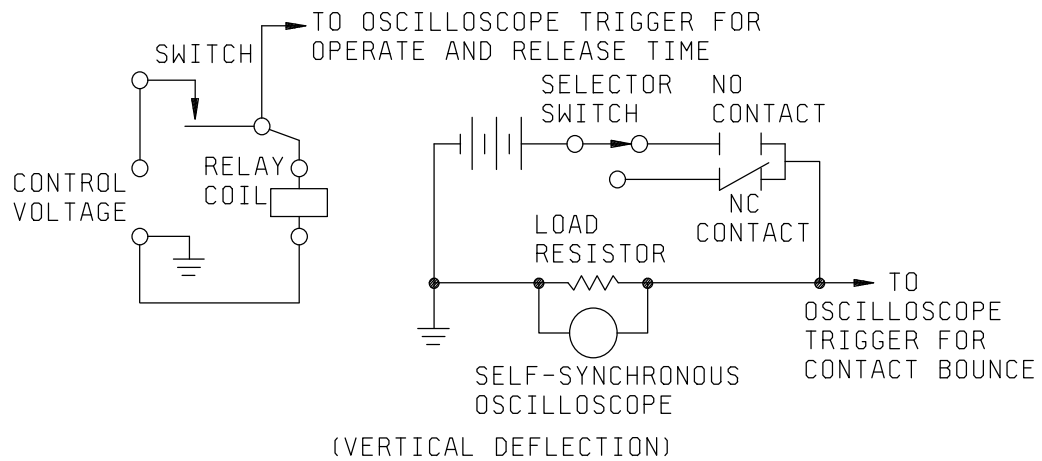 TO OSCILLOSCOPE TRIGGER FOR
OPERATE AND RELEASE TIME
SWITCH
SELECTOR
SWITCH
NO
CONTACT
RELAY
COIL
CONTROL
VOLTAGE
NC
CONTACT
LOAD
RESISTOR
TO
OSCILLOSCOPE
TRIGGER FOR
CONTACT BOUNCE
SELF-SYNCHRONOUS
OSCILLOSCOPE
(VERTICAL DEFLECTION)